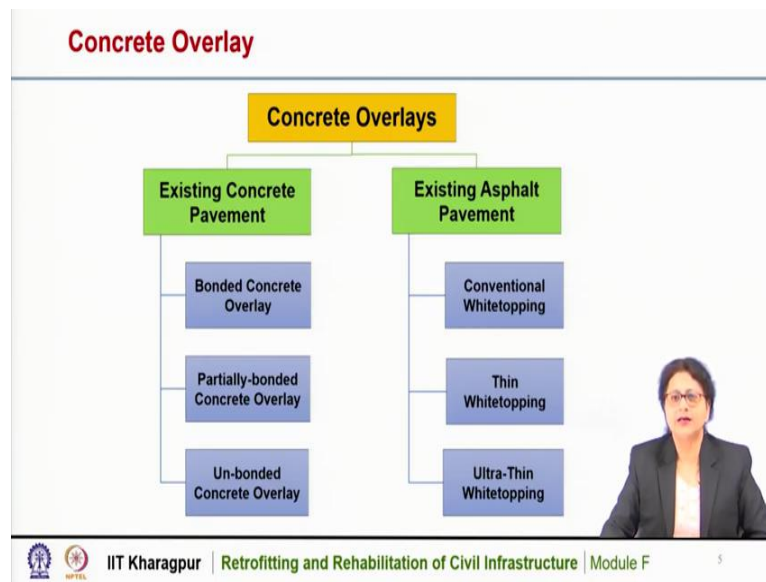 Concrete Overlay
Concrete Overlays
Existing Concrete
Pavement
Existing Asphalt
Pavement
Bonded Concrete
Overlay
Conventional
Whitetopping
Partially-bonded
Concrete Overlay
Thin
Whitetopping
Un-bonded
Concrete Overlay
Ultra-Thin
Whitetopping
NPTEL
IIT Kharagpur | Retrofitting and Rehabilitation of Civil Infrastructure | Module F
5